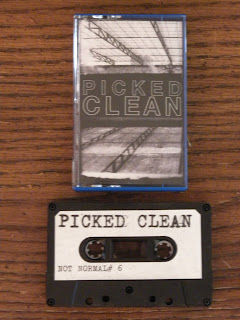 PICKED
CLEAN
PICKED CLEAN
NOT NORMAL# 6